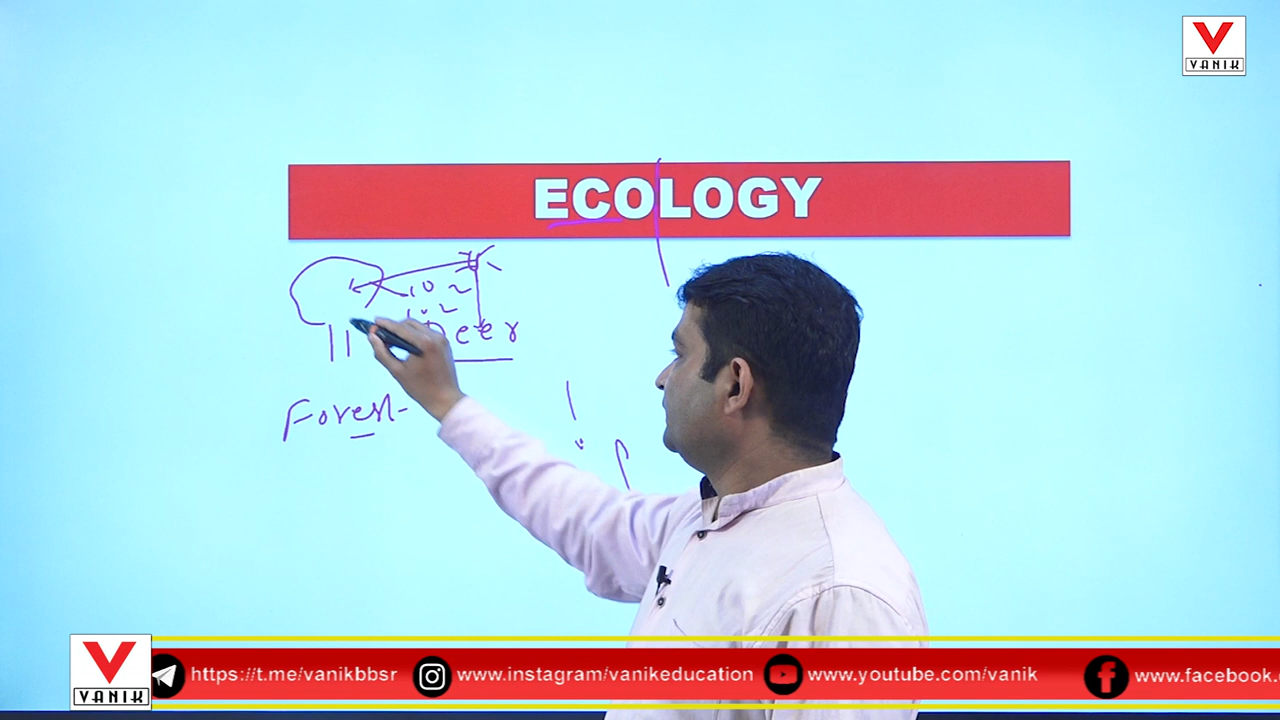 VANIK
ECOLOGY
Deer
Forest
VANIK
https://t.me/vanikbbsr
www.instagram/vanikeducation
www.youtube.com/vanik
www.facebook.